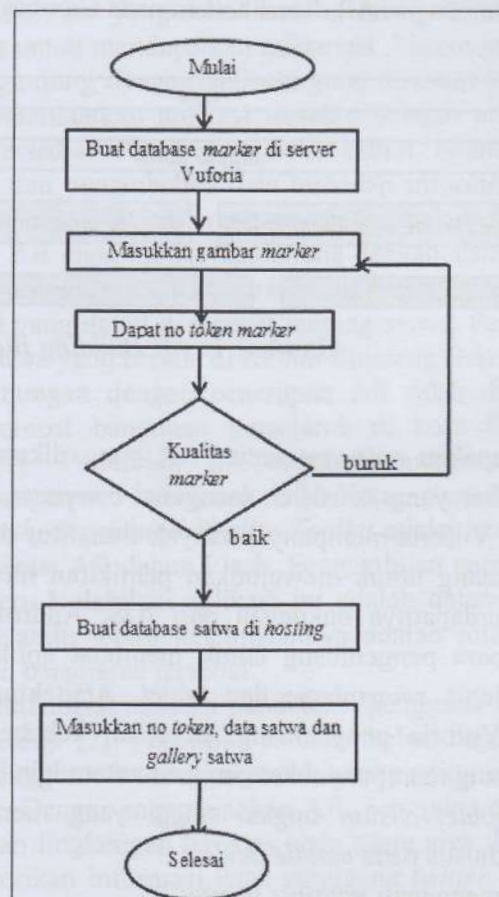 Mulai
Buat database marker di server
Vuforia
Masukkan gambar marker
Dapat no token marker
Kualitas
marker
buruk
baik
Buat database satwa di hosting
Masukkan no token, data satwa dan
gallery satwa
Selesai